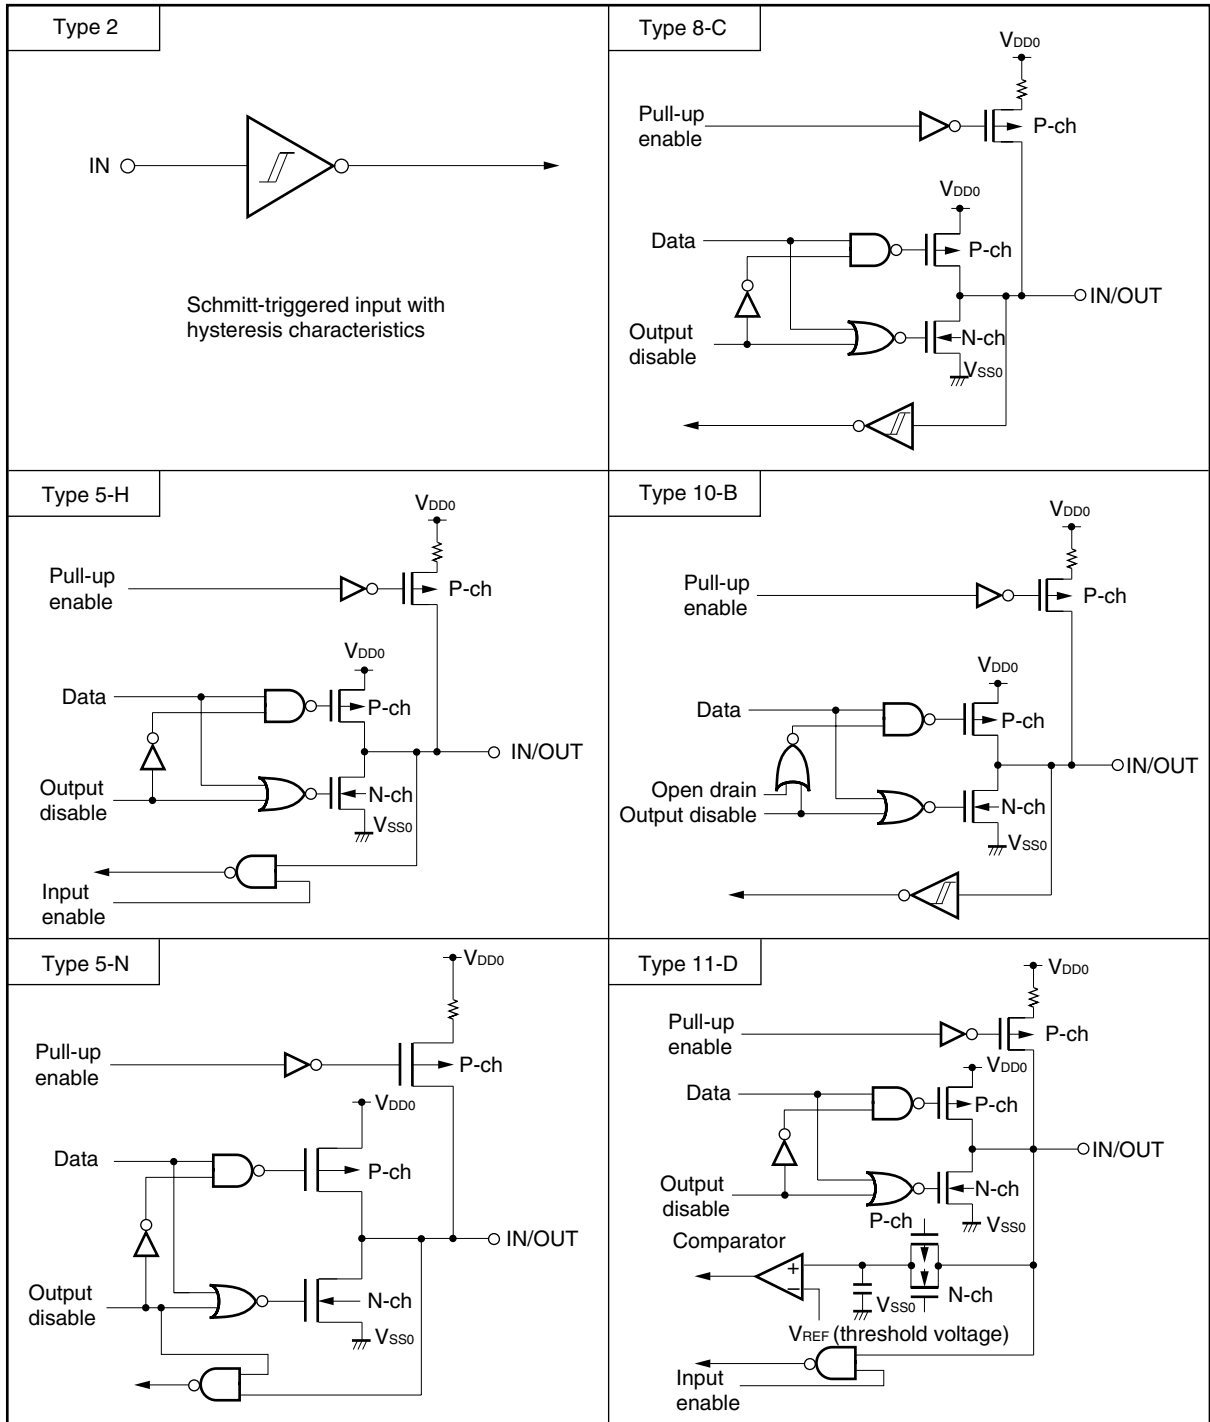 Type 2
IN
Schmitt-triggered input with
hysteresis characteristics
Type 8-C
VDD0
Pull-up
enable
P-ch
VDD0
Data
P-ch
IN/OUT
Output
disable
N-ch
VSS0
Type 5-H
VDD0
Pull-up
enable
P-ch
VDD0
Data
P-ch
IN/OUT
Output
disable
N-ch
VSS0
Input
enable
Type 10-B
VDD0
Pull-up
enable
P-ch
VDD0
Data
P-ch
IN/OUT
Open drain
Output disable
N-ch
VSS0
Type 5-N
VDD0
Pull-up
enable
P-ch
VDD0
Data
P-ch
IN/OUT
Output
disable
N-ch
VSS0
Type 11-D
VDD0
Pull-up
enable
P-ch
VDD0
Data
P-ch
IN/OUT
Output
disable
N-ch
VSS0
P-ch
Comparator
+
−
VSS0
N-ch
VREF (threshold voltage)
Input
enable